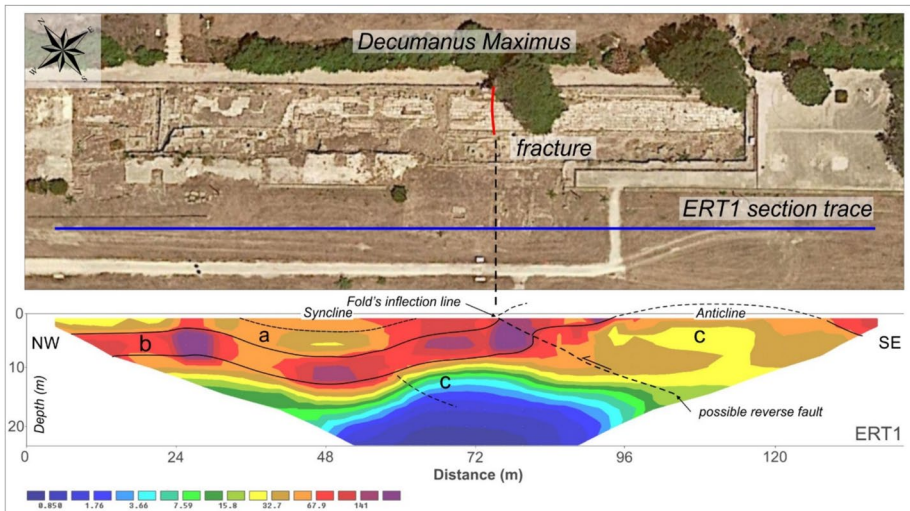 N
E
W
S
Decumanus Maximus
fracture
ERT1 section trace
Fold's inflection line
Syncline
Anticline
0
10
20
Depth (m)
NW
SE
a
b
c
c
possible reverse fault
ERT1
0
24
48
72
96
120
Distance (m)
0.850 1.76 3.66 7.59 15.8 32.7 67.9 141